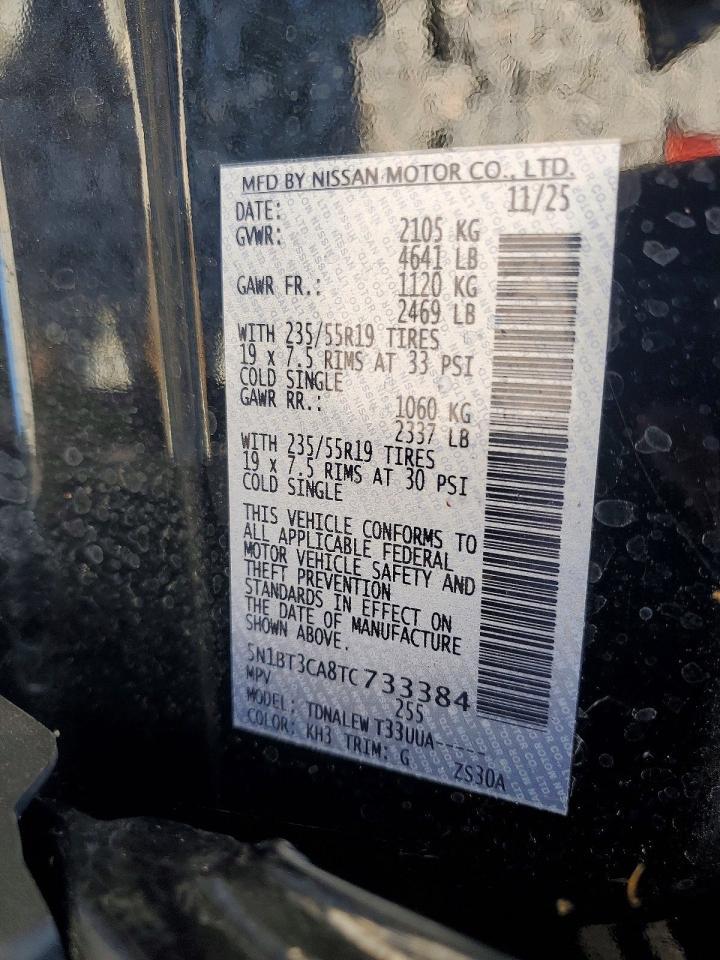 MFD BY NISSAN MOTOR CO., LTD.
DATE: 11/25
GVWR: 2105 KG
4641 LB
GAWR FR.: 1120 KG
2469 LB
WITH 235/55R19 TIRES
19 x 7.5 RIMS AT 33 PSI
COLD SINGLE
GAWR RR.: 1060 KG
2337 LB
WITH 235/55R19 TIRES
19 x 7.5 RIMS AT 30 PSI
COLD SINGLE
THIS VEHICLE CONFORMS TO
ALL APPLICABLE FEDERAL
MOTOR VEHICLE SAFETY AND
THEFT PREVENTION
STANDARDS IN EFFECT ON
THE DATE OF MANUFACTURE
SHOWN ABOVE.
5N1BT3CA8TC733384
MPV 255
MODEL: TDNALEW T33UUA-----
COLOR: KH3 TRIM: G ZS30A